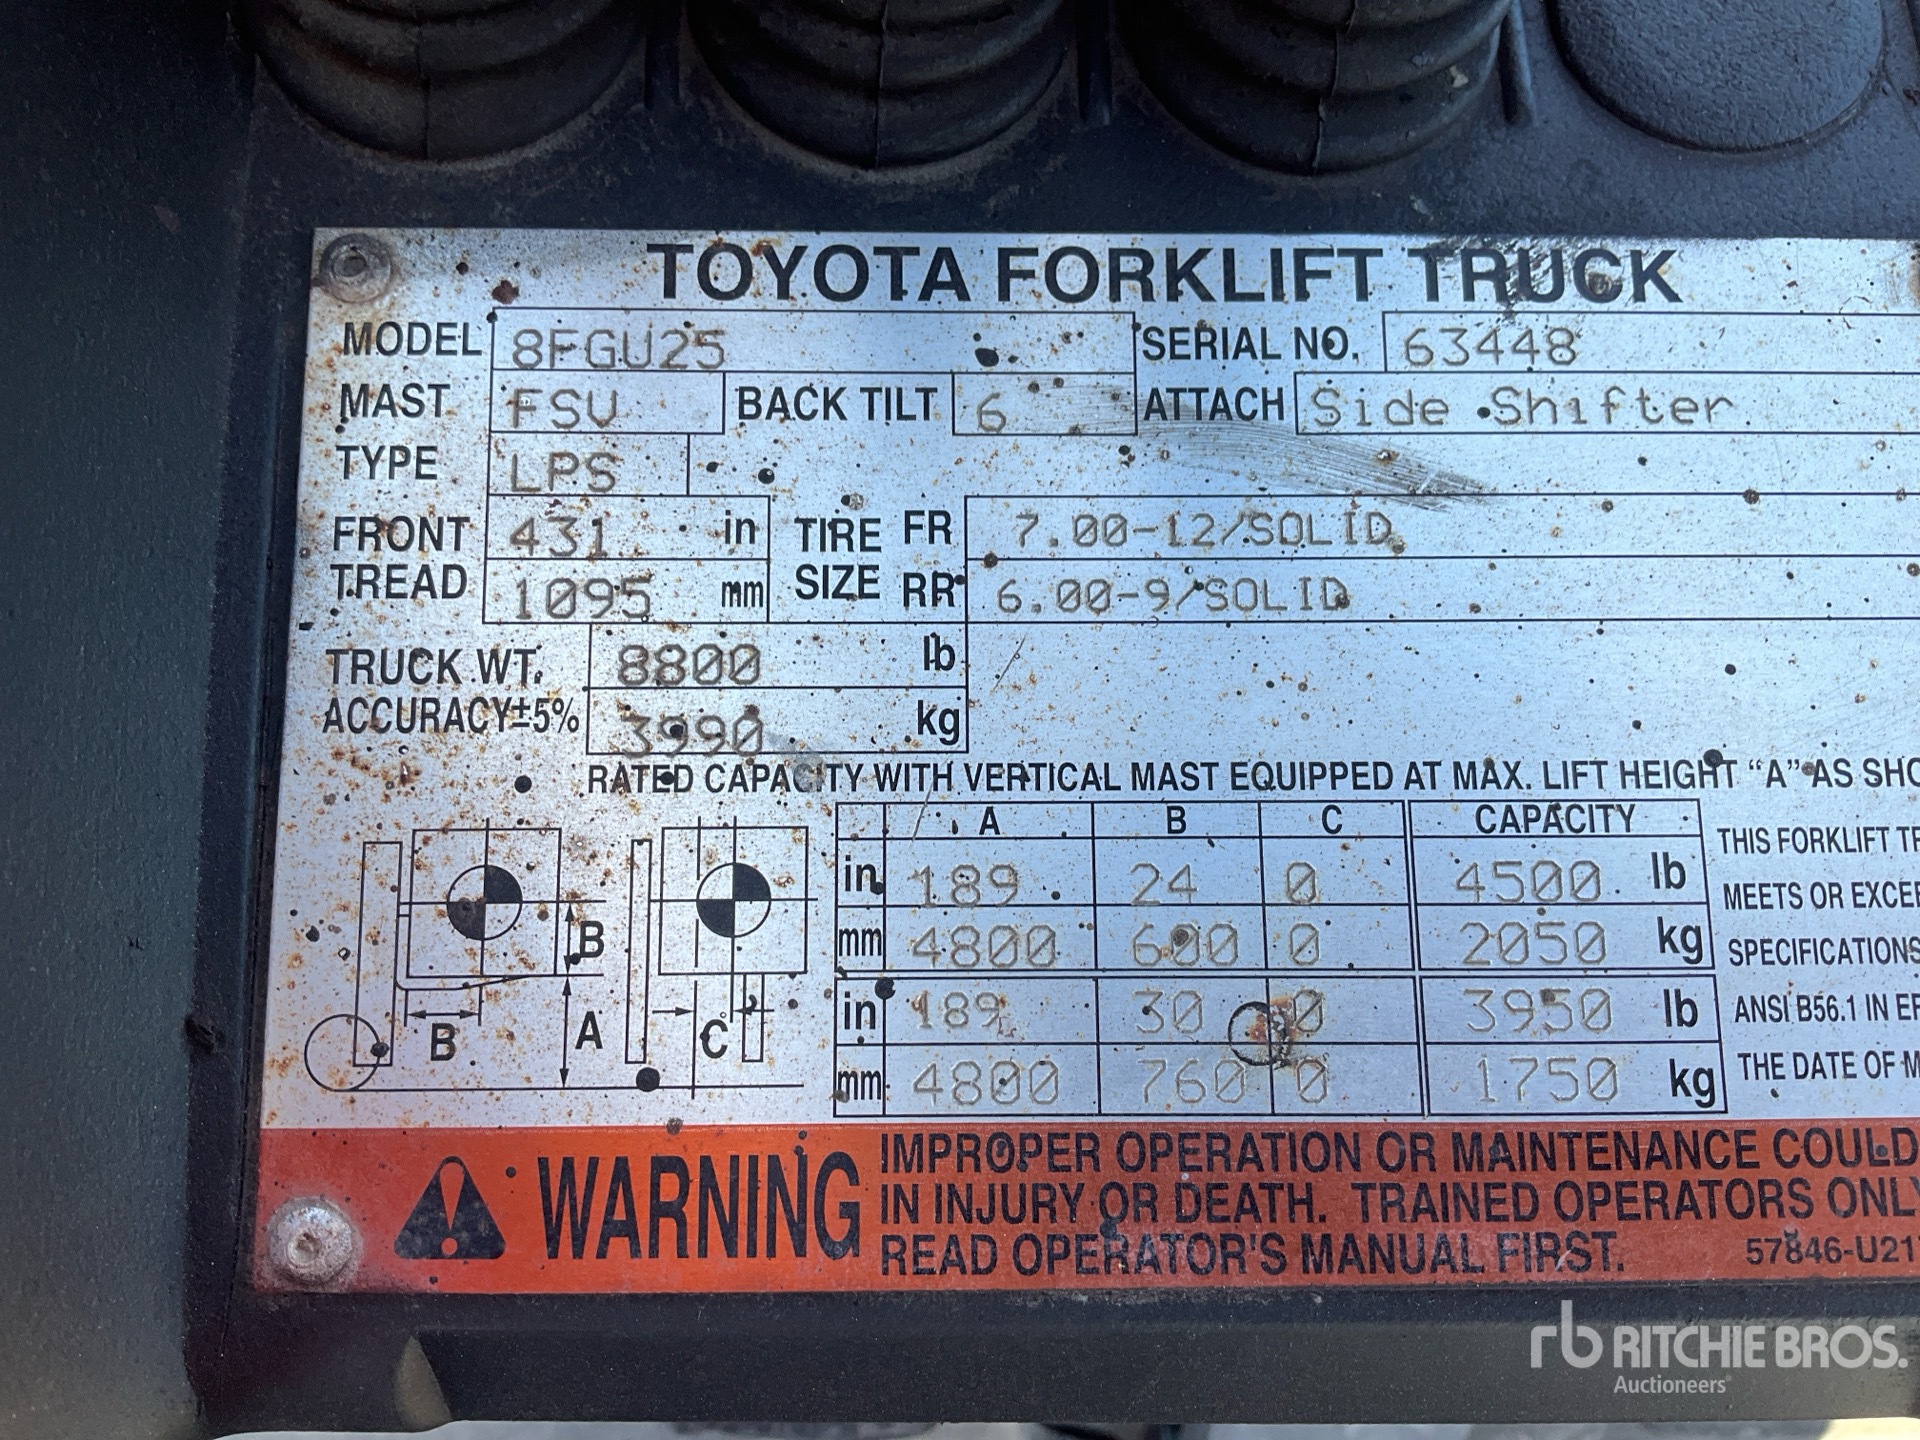 TOYOTA FORKLIFT TRUCK
MODEL 8FGU25 SERIAL NO. 63448
MAST FSV BACK TILT 6 ATTACH Side Shifter
TYPE LPS
FRONT TREAD 431 in TIRE SIZE FR 7.00-12/SOLID
1095 mm RR 6.00-9/SOLID
TRUCK WT. 8800 lb
ACCURACY±5% 3990 kg
RATED CAPACITY WITH VERTICAL MAST EQUIPPED AT MAX. LIFT HEIGHT “A” AS SHO
A B C CAPACITY
in 189 24 0 4500 lb
mm 4800 600 0 2050 kg
in 189 30 0 3950 lb
mm 4800 760 0 1750 kg
B
B A C
THIS FORKLIFT TR
MEETS OR EXCEE
SPECIFICATIONS
ANSI B56.1 IN EF
THE DATE OF M
WARNING
IMPROPER OPERATION OR MAINTENANCE COULD
IN INJURY OR DEATH. TRAINED OPERATORS ONLY
READ OPERATOR'S MANUAL FIRST. 57846-U21
rb RITCHIE BROS.
Auctioneers